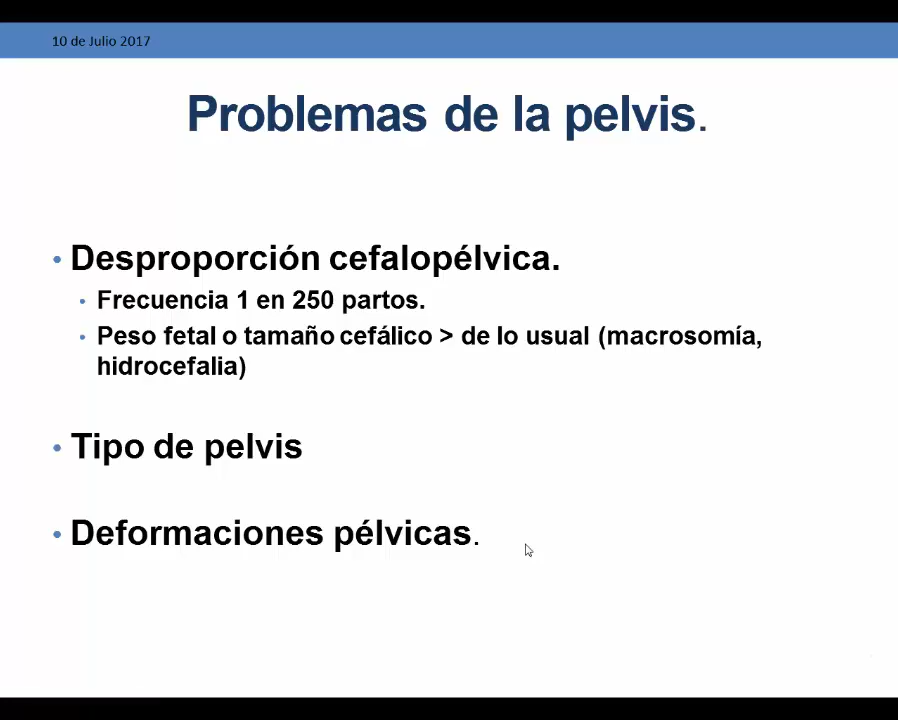 10 de Julio 2017
Problemas de la pelvis.
• Desproporción cefalopélvica.
• Frecuencia 1 en 250 partos.
• Peso fetal o tamaño cefálico > de lo usual (macrosomía,
hidrocefalia)
• Tipo de pelvis
• Deformaciones pélvicas.